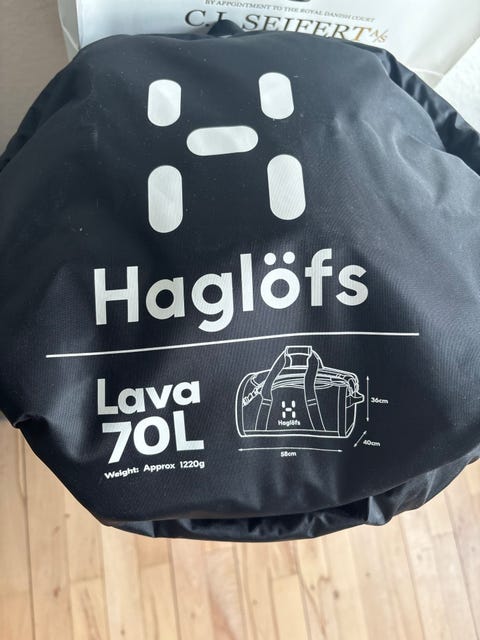 BY APPOINTMENT TO THE ROYAL DANISH COURT
C.L. SEIFERT A/S
Haglöfs
Lava
70L
Weight: Approx 1220g
Haglöfs
36cm
40cm
58cm